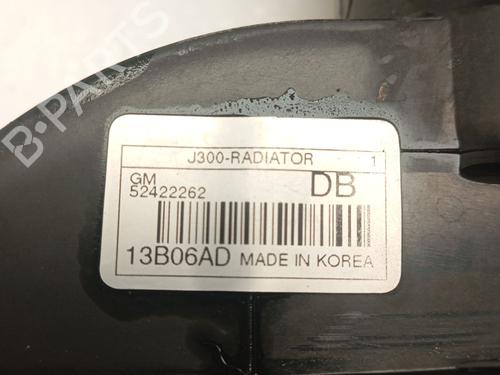 B-PARTS
J300-RADIATOR 1
GM
52422262
DB
13B06AD MADE IN KOREA